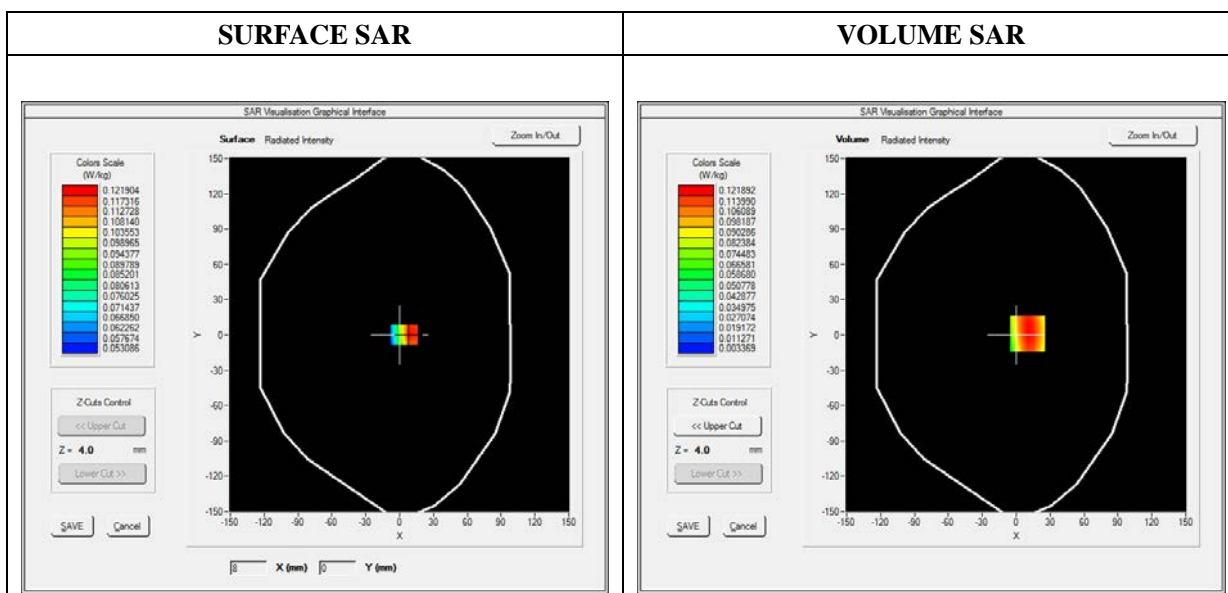 SURFACE SAR
VOLUME SAR
SAR Visualisation Graphical Interface
Surface Radiated Intensity
Zoom In/Out
Colors Scale
(W/kg)
0.121904
0.117316
0.112728
0.108140
0.103553
0.098965
0.094377
0.089789
0.085201
0.080613
0.076025
0.071437
0.066850
0.062262
0.057674
0.053086
Z-Cuts Control
<< Upper Cut
Z = 4.0 mm
Lower Cut >>
SAVE Cancel
150
120
90
60
30
0
-30
-60
-90
-120
-150
Y
-150 -120 -90 -60 -30 0 30 60 90 120 150
X
8 X (mm) 0 Y (mm)
SAR Visualisation Graphical Interface
Volume Radiated Intensity
Zoom In/Out
Colors Scale
(W/kg)
0.121892
0.113990
0.106089
0.098187
0.090286
0.082384
0.074483
0.066581
0.058680
0.050778
0.042877
0.034975
0.027074
0.019172
0.011271
0.003369
Z-Cuts Control
<< Upper Cut
Z = 4.0 mm
Lower Cut >>
SAVE Cancel
150
120
90
60
30
0
-30
-60
-90
-120
-150
Y
-150 -120 -90 -60 -30 0 30 60 90 120 150
X